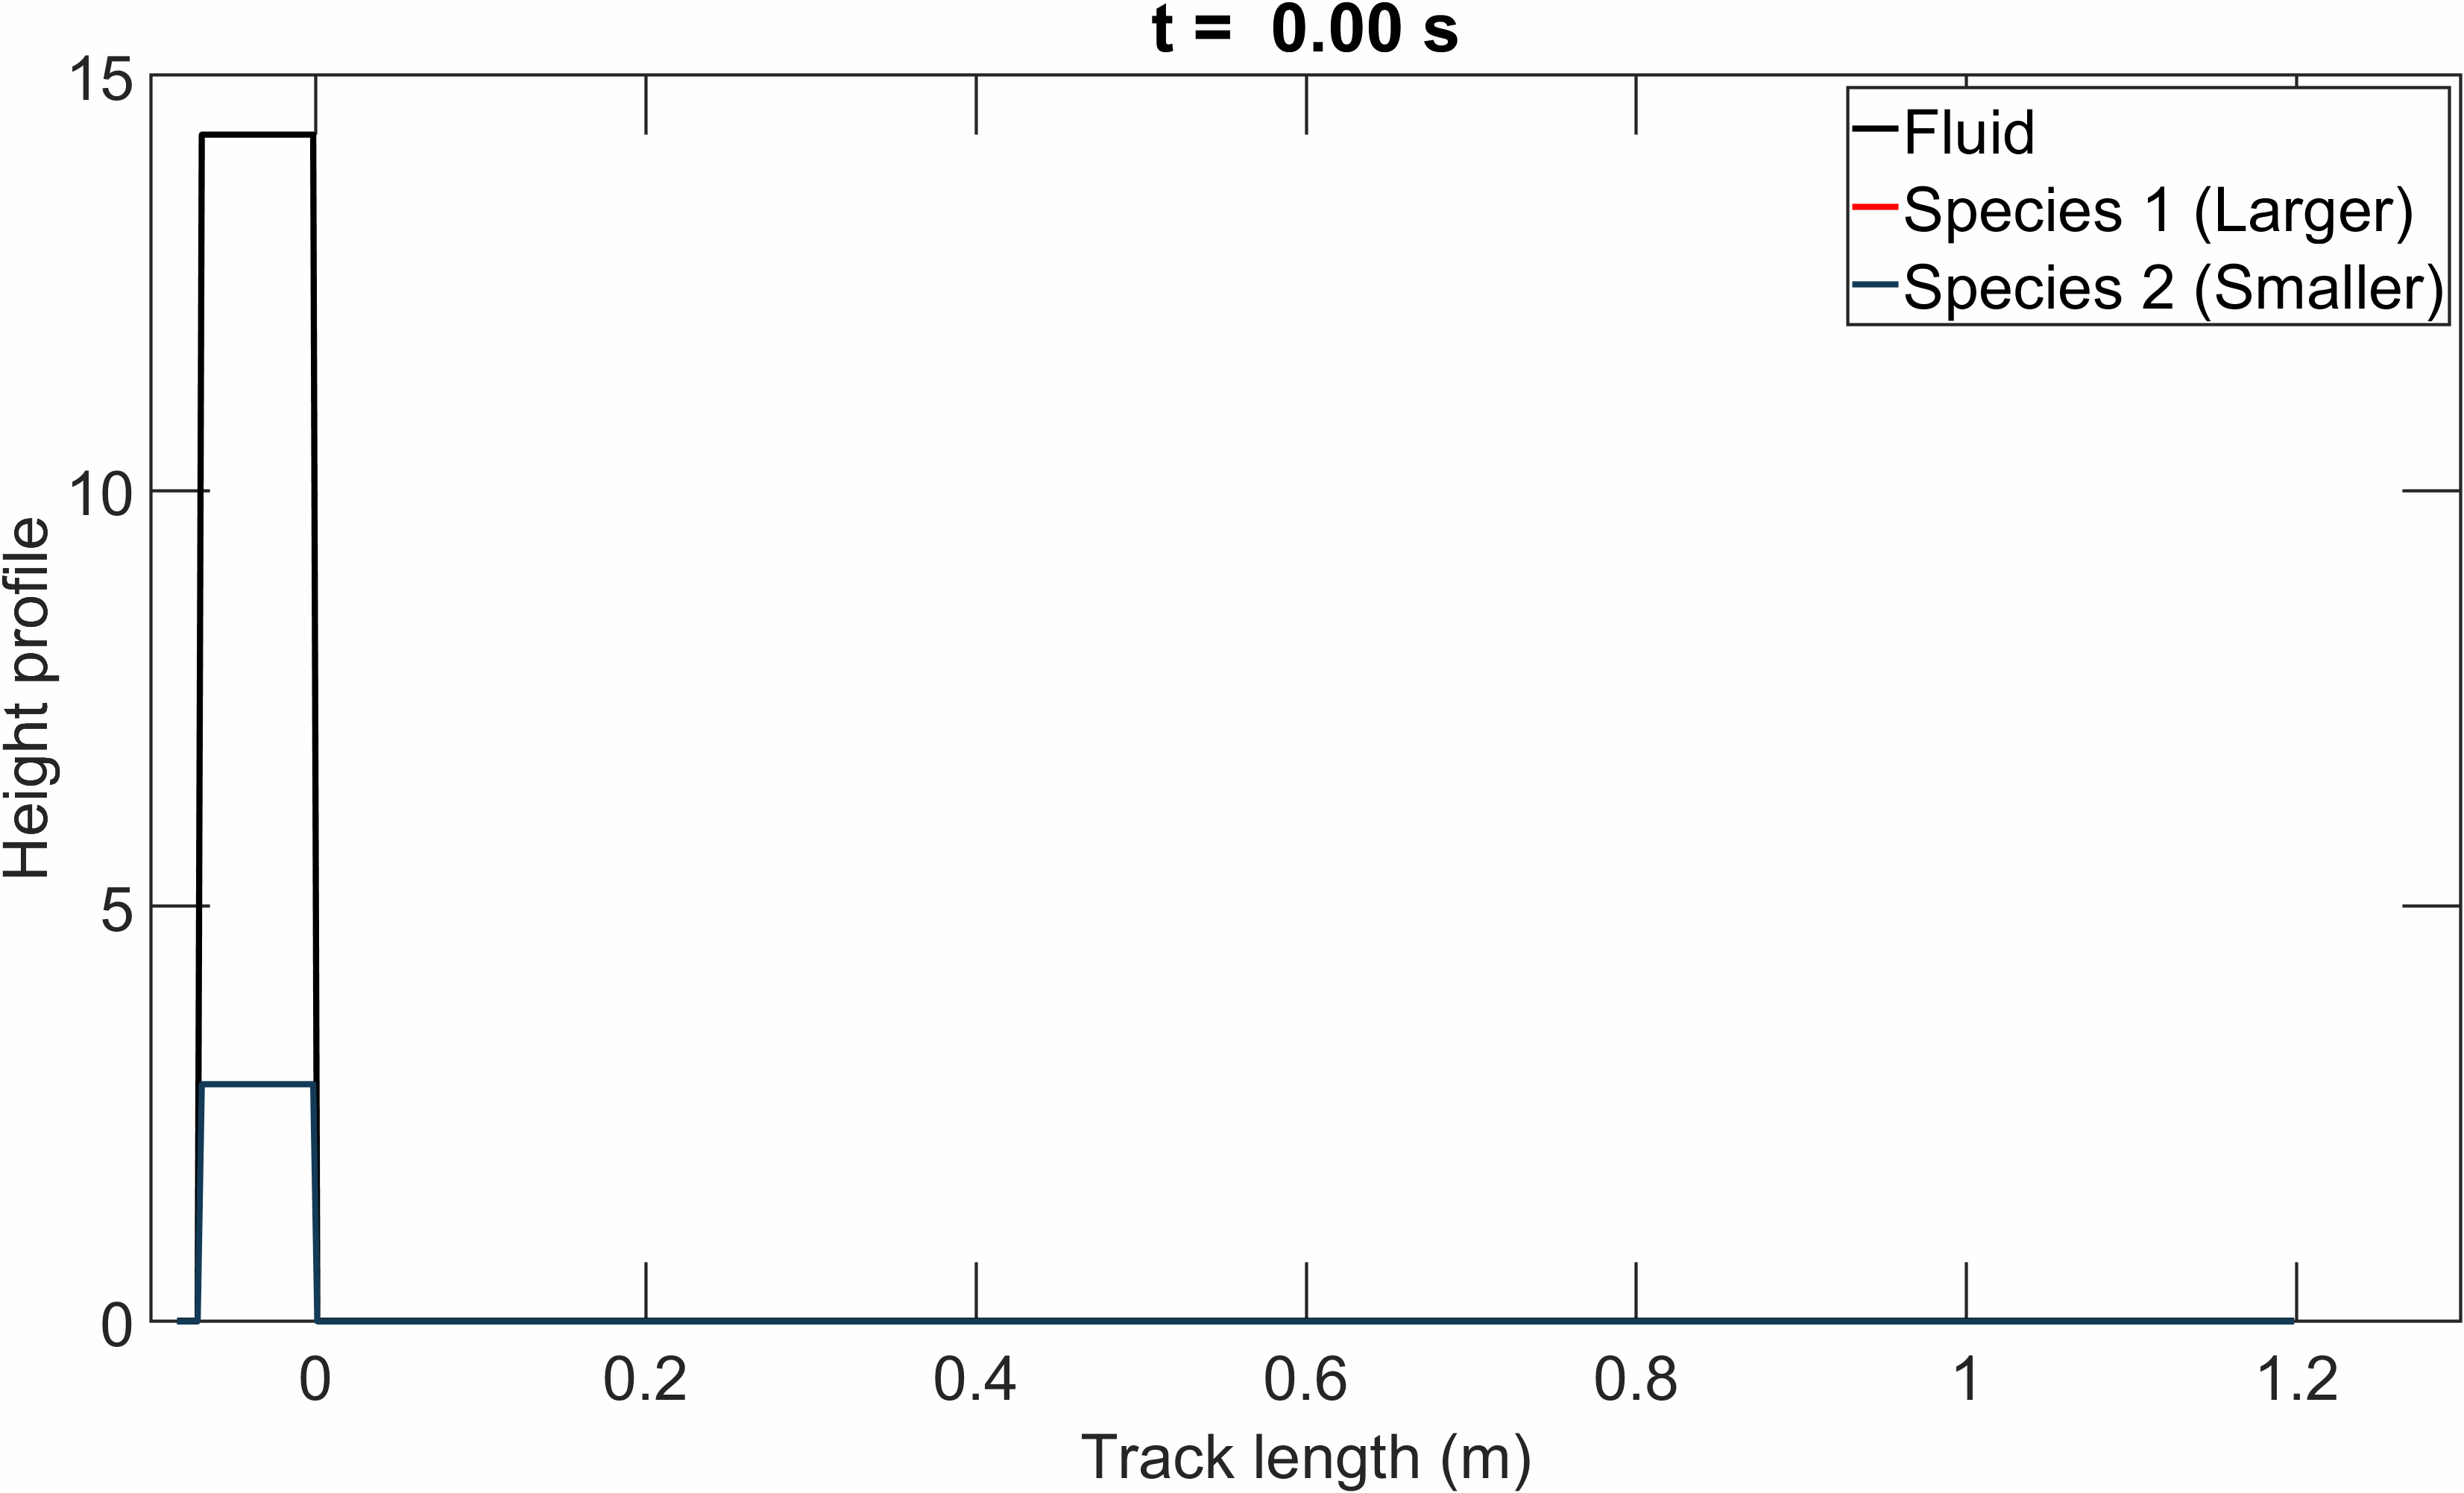 t = 0.00 s
15
10
5
0
Height profile
Fluid
Species 1 (Larger)
Species 2 (Smaller)
0 0.2 0.4 0.6 0.8 1 1.2
Track length (m)